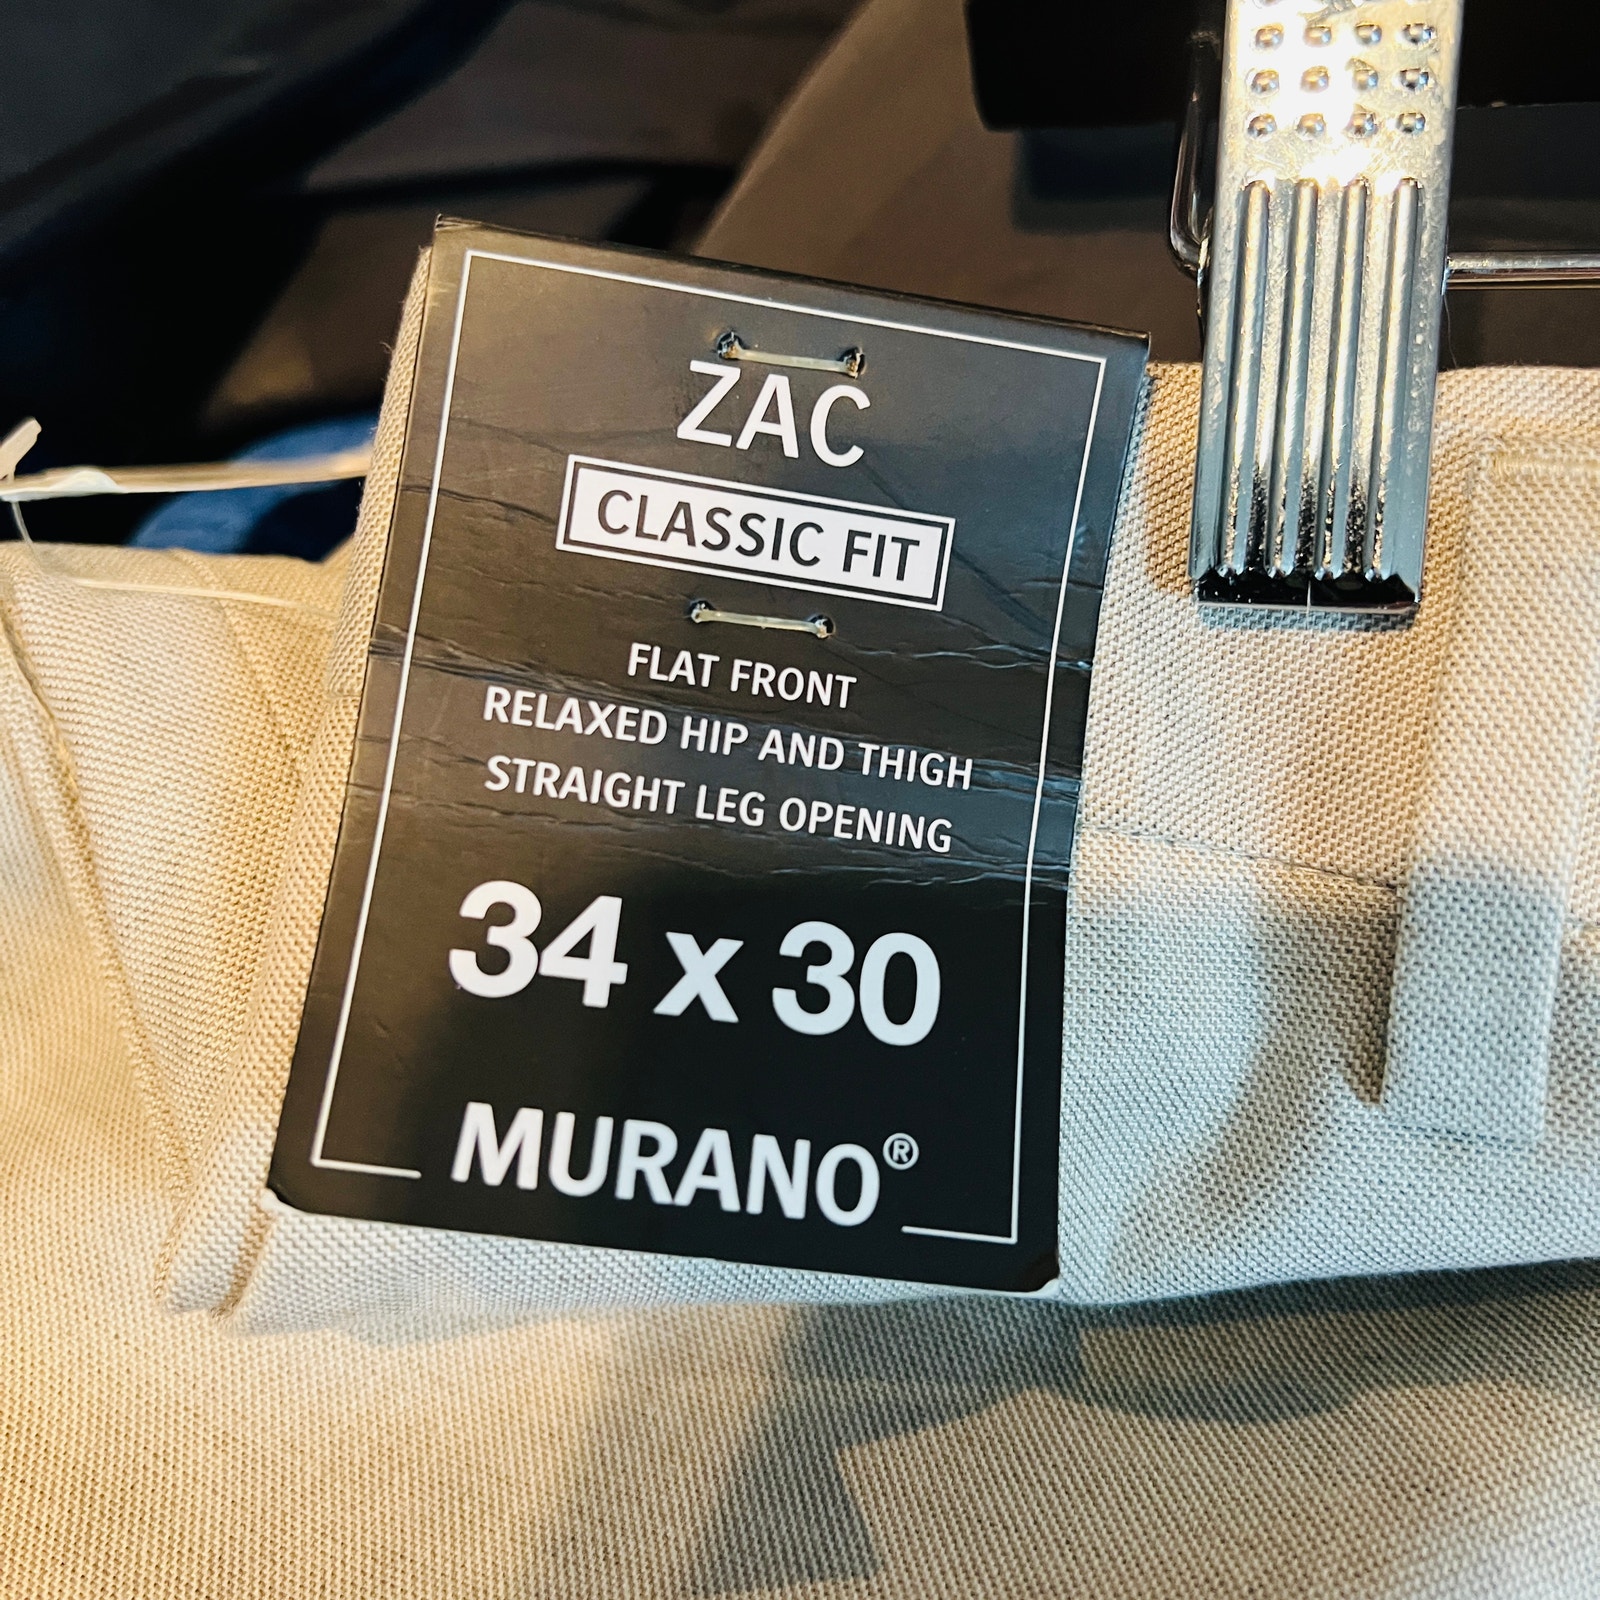 ZAC
CLASSIC FIT
FLAT FRONT
RELAXED HIP AND THIGH
STRAIGHT LEG OPENING
34 x 30
MURANO®